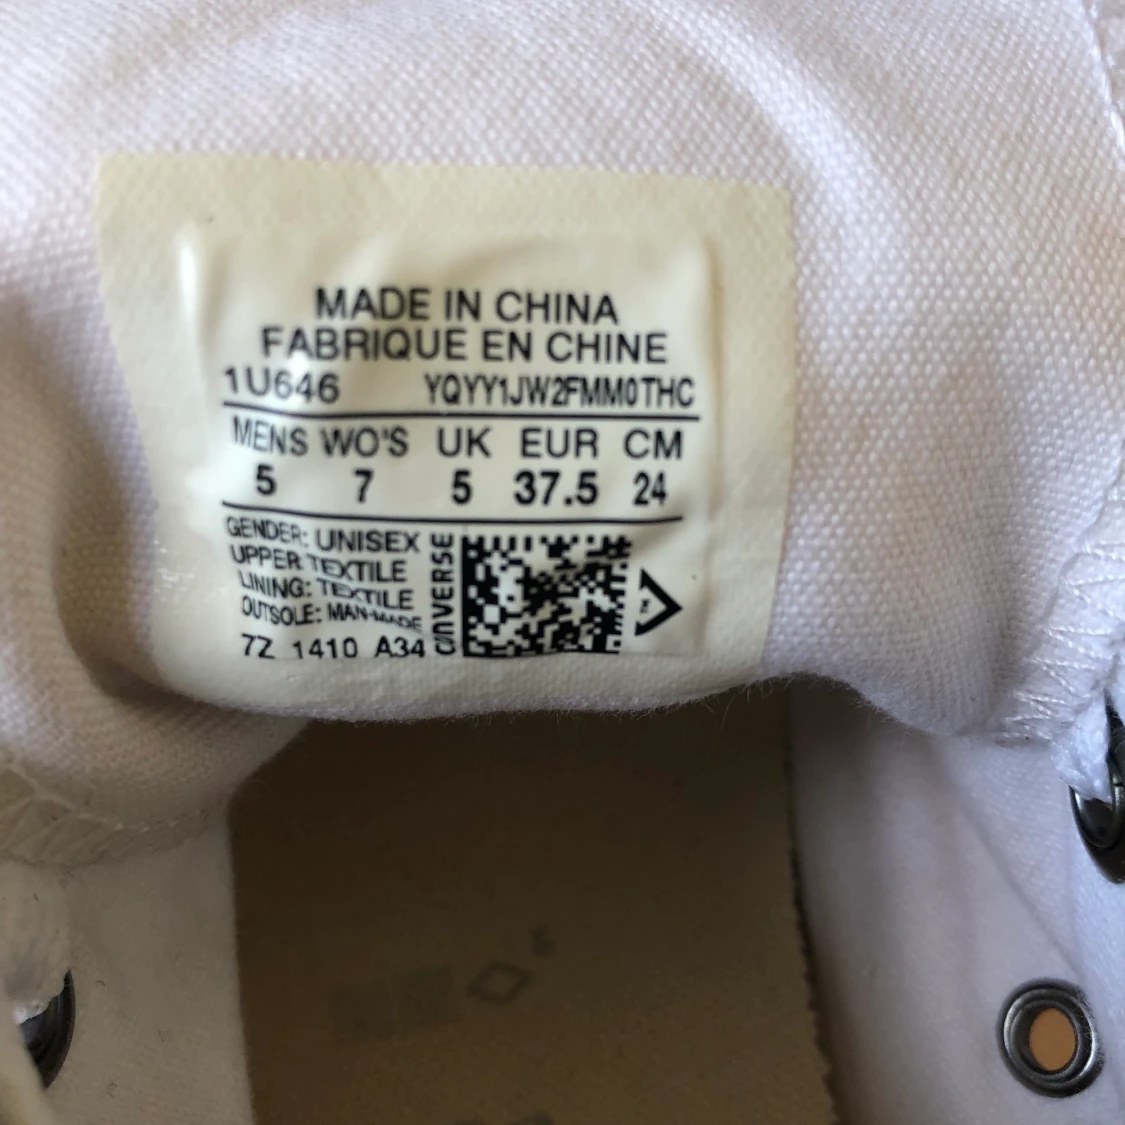 MADE IN CHINA
FABRIQUE EN CHINE
1U646 YQYY1JW2FMM0THC
MENS WO'S UK EUR CM
5 7 5 37.5 24
GENDER: UNISEX
UPPER TEXTILE
LINING: TEXTILE
OUTSOLE: MAN-MADE
7Z 1410 A34
CONVERSE